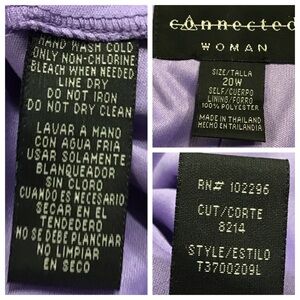 HAND WASH COLD
ONLY NON-CHLORINE
BLEACH WHEN NEEDED
LINE DRY
DO NOT IRON
DO NOT DRY CLEAN
LAVAR A MANO
CON AGUA FRIA
USAR SOLAMENTE
BLANQUEADOR
SIN CLORO
CUANDO ES NECESARIO
SECAR EN EL
TENDEDERO
NO SE DEBE PLANCHAR
NO LIMPIAR
EN SECO
connected
WOMAN
SIZE/TALLA
20W
SELF/CUERPO
LINING/FORRO
100% POLYESTER
MADE IN THAILAND
HECHO EN TAILANDIA
RN# 102296
CUT/CORTE
8214
STYLE/ESTILO
T3700209L